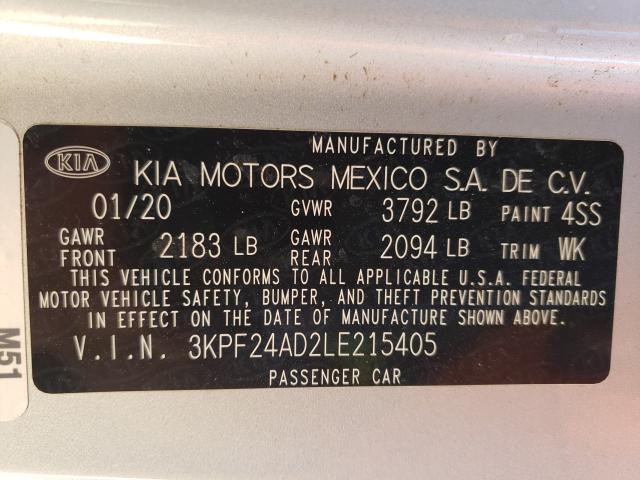 MANUFACTURED BY
KIA KIA MOTORS MEXICO S.A. DE C.V.
01/20 GVWR 3792 LB PAINT 4SS
GAWR FRONT 2183 LB GAWR REAR 2094 LB TRIM WK
THIS VEHICLE CONFORMS TO ALL APPLICABLE U.S.A. FEDERAL
MOTOR VEHICLE SAFETY, BUMPER, AND THEFT PREVENTION STANDARDS
IN EFFECT ON THE DATE OF MANUFACTURE SHOWN ABOVE.
V.I.N. 3KPF24AD2LE215405
PASSENGER CAR
M51